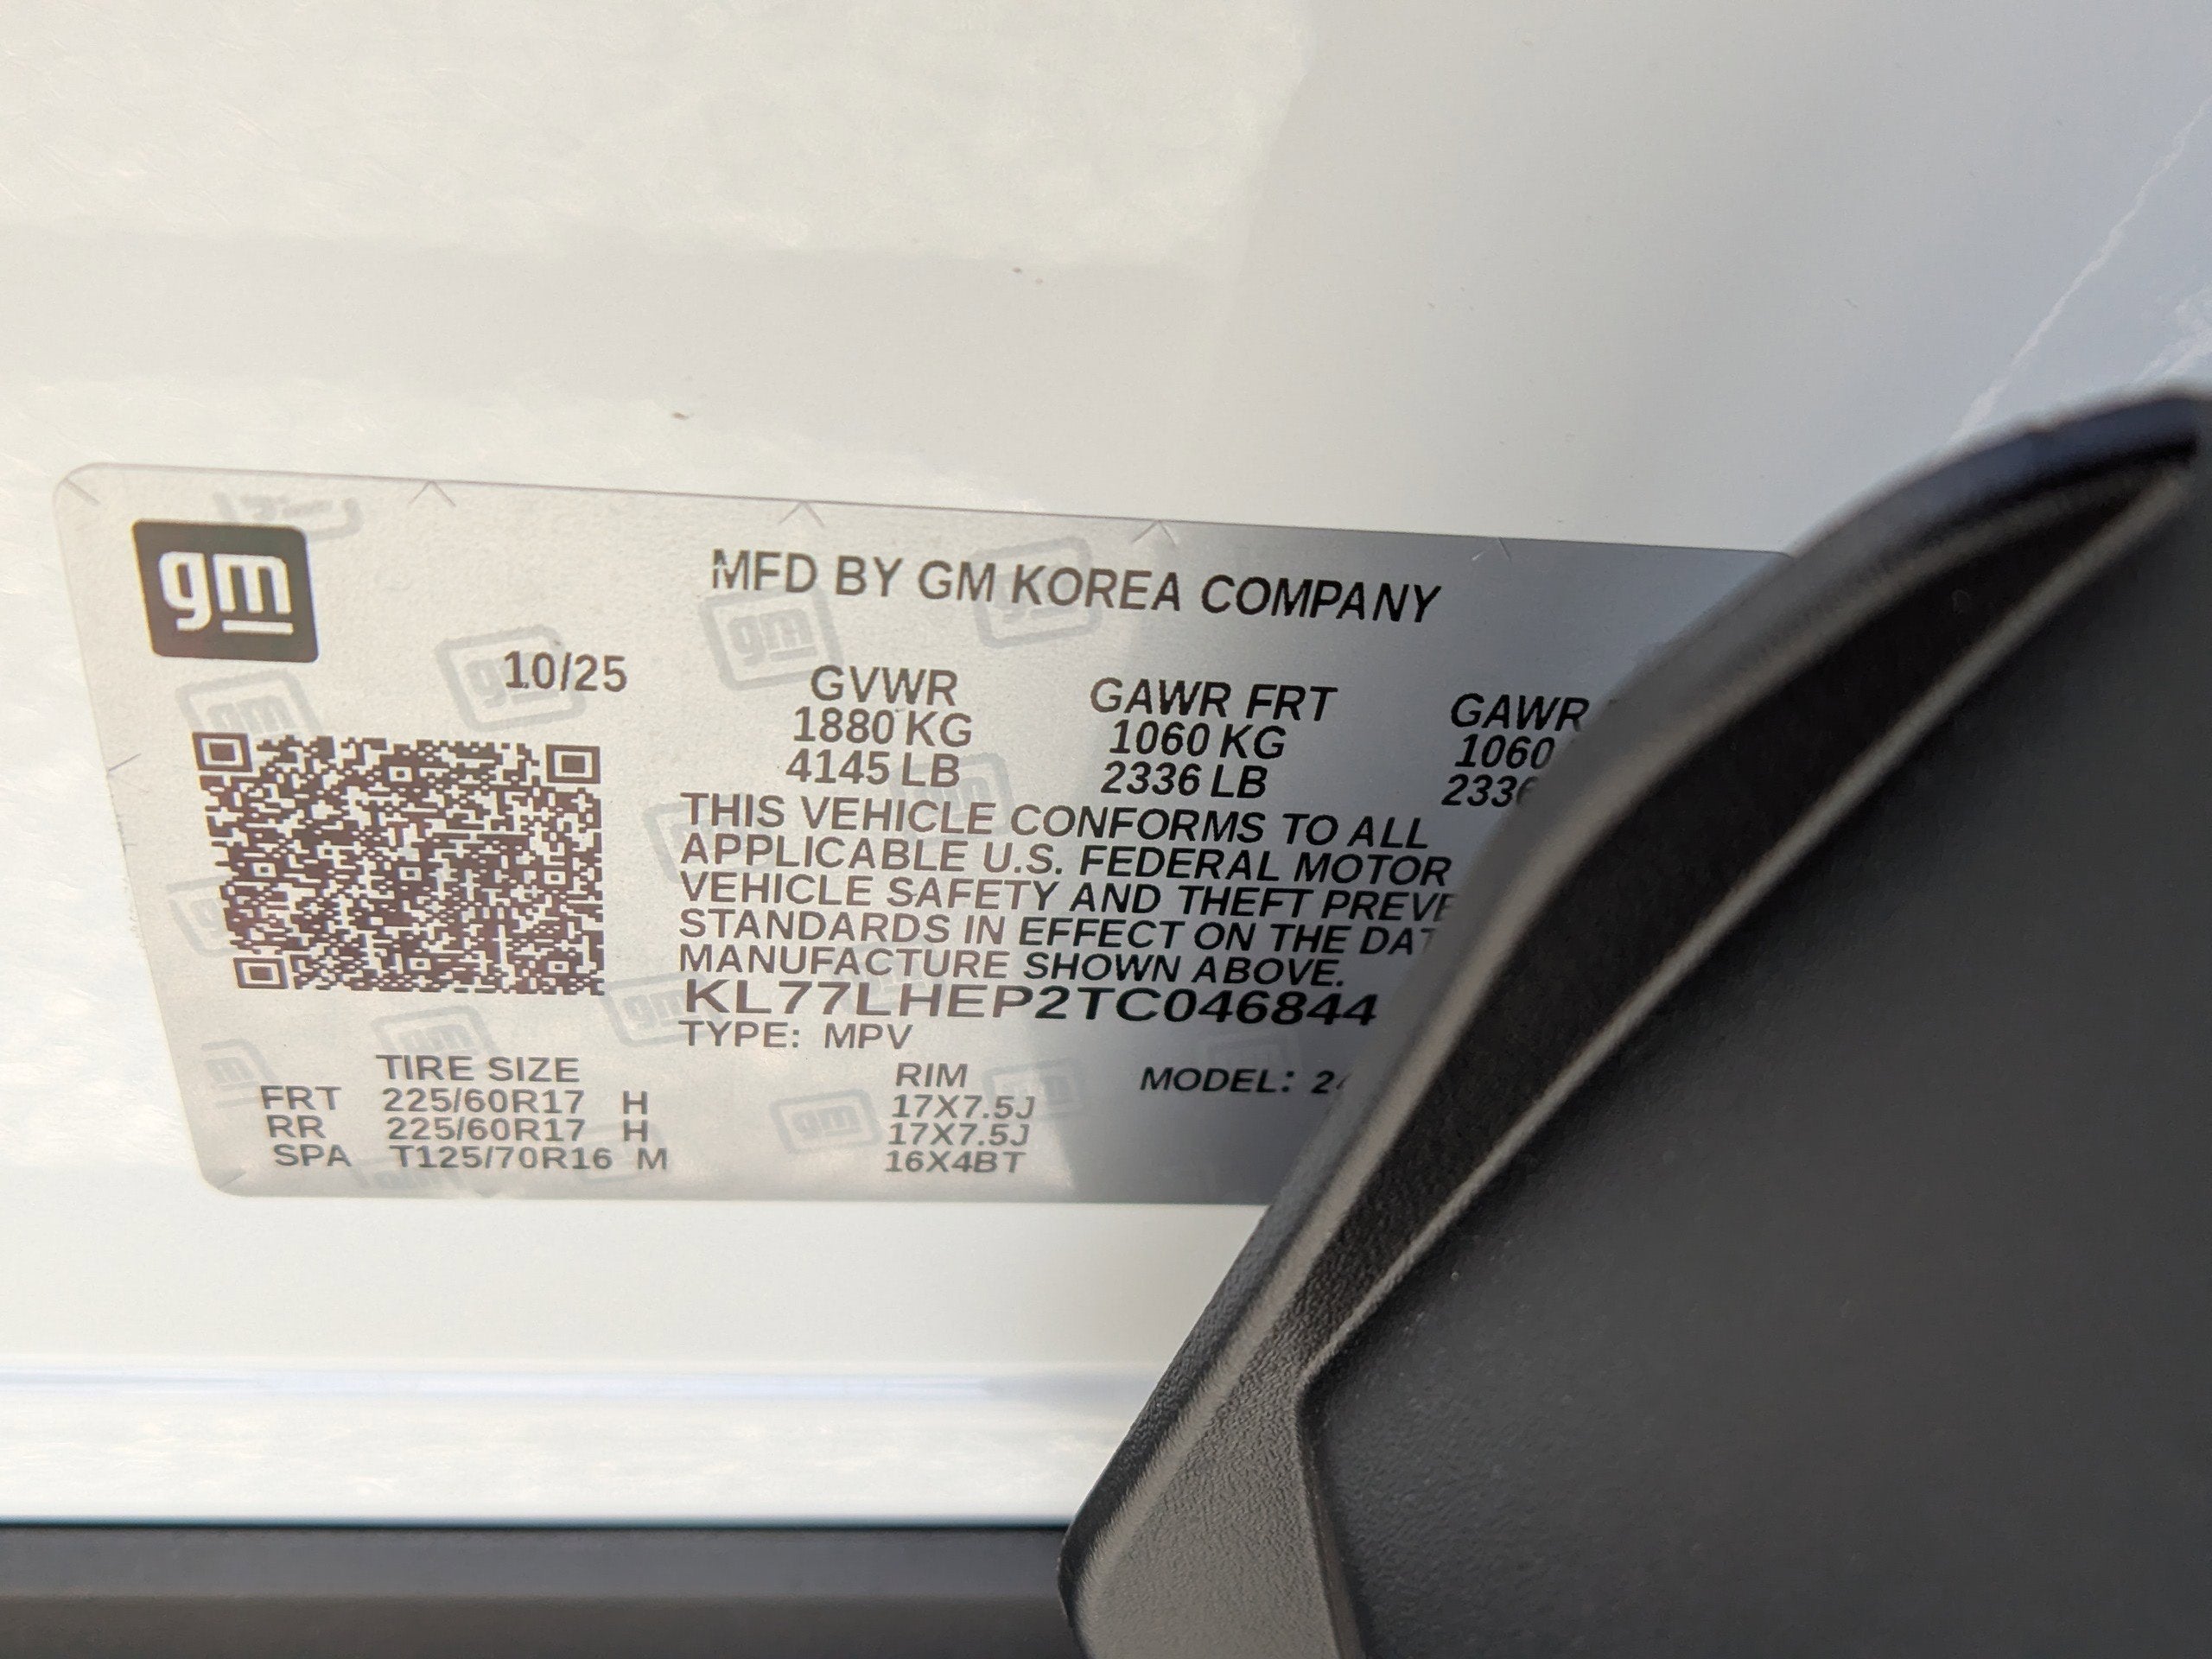 gm
MFD BY GM KOREA COMPANY
10/25
GVWR GAWR FRT GAWR
1880 KG 1060 KG 1060
4145 LB 2336 LB 2336
THIS VEHICLE CONFORMS TO ALL
APPLICABLE U.S. FEDERAL MOTOR
VEHICLE SAFETY AND THEFT
STANDARDS IN EFFECT ON THE
MANUFACTURE SHOWN ABOVE.
KL77LHEP2TC046844
TYPE: MPV
TIRE SIZE RIM MODEL:
FRT 225/60R17 H 17X7.5J
RR 225/60R17 H 17X7.5J
SPA T125/70R16 M 16X4BT